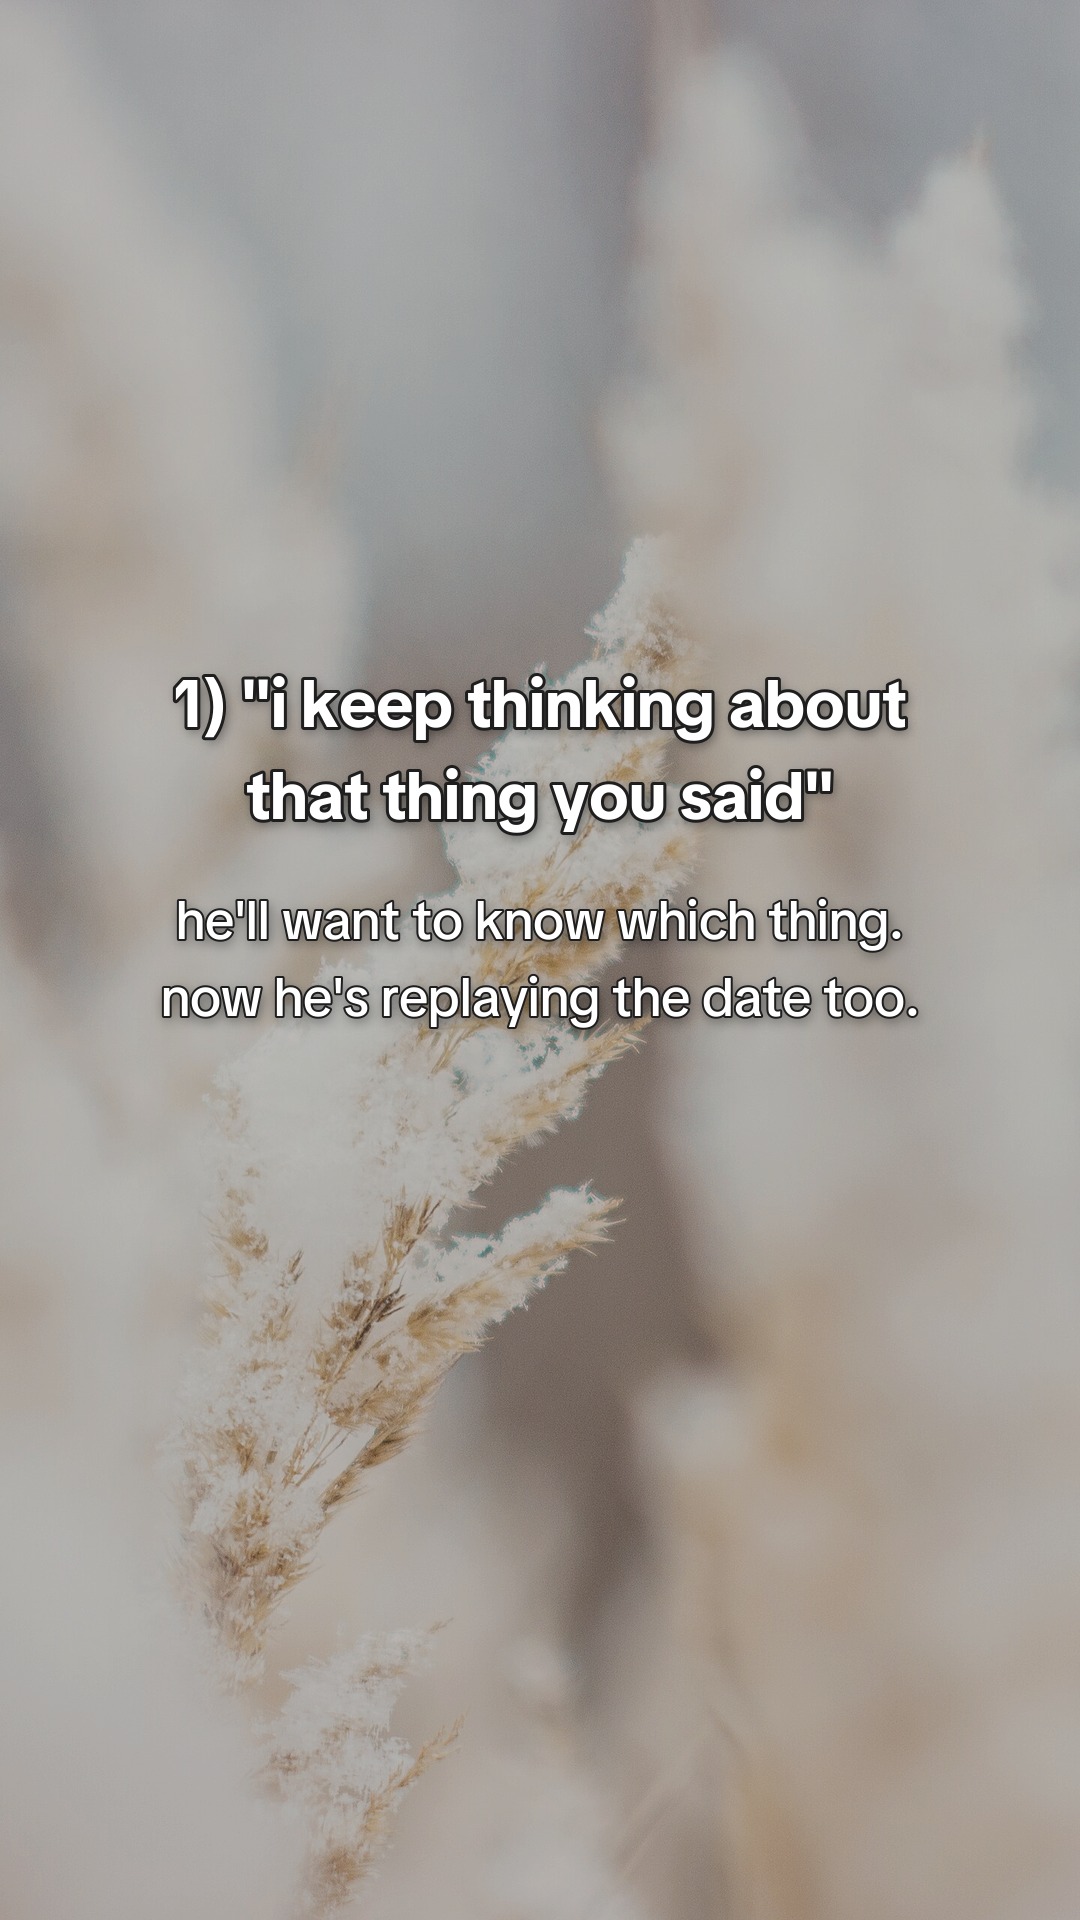 1) "i keep thinking about
that thing you said"
he'll want to know which thing.
now he's replaying the date too.